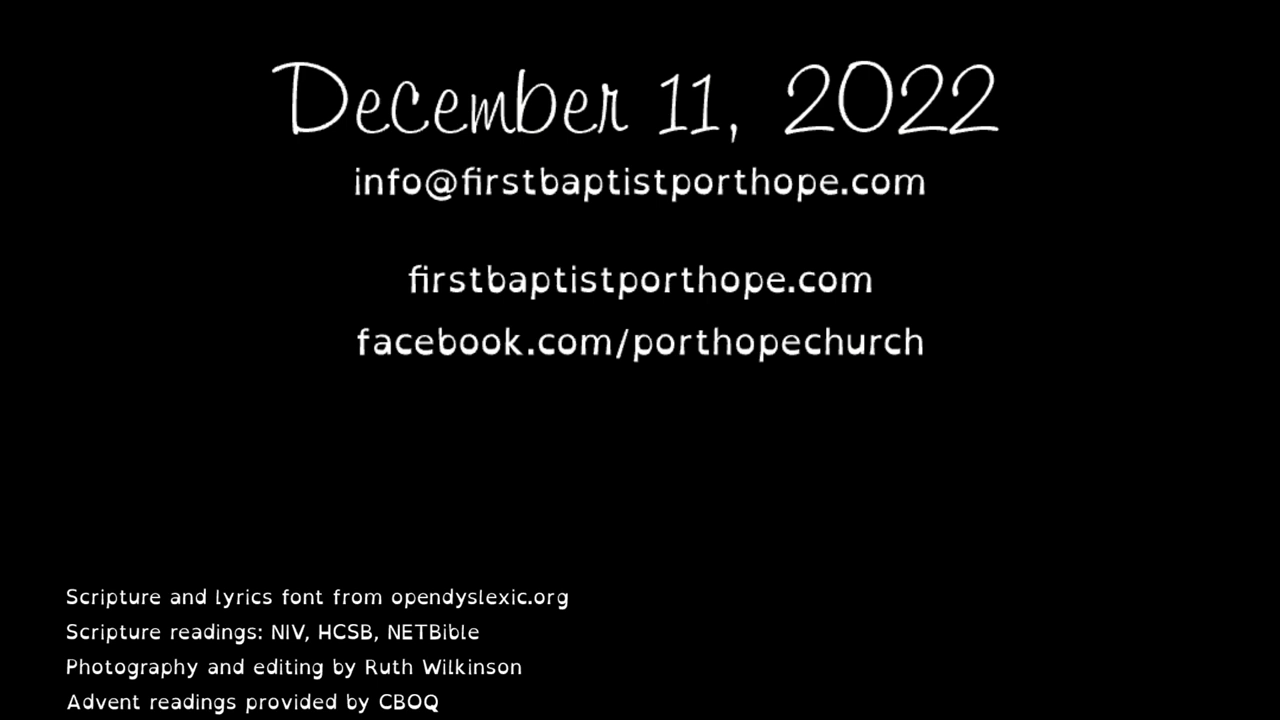 December 11, 2022
info@firstbaptistporthope.com
firstbaptistporthope.com
facebook.com/porthopechurch
Scripture and lyrics font from opendyslexic.org
Scripture readings: NIV, HCSB, NETBible
Photography and editing by Ruth Wilkinson
Advent readings provided by CBOQ